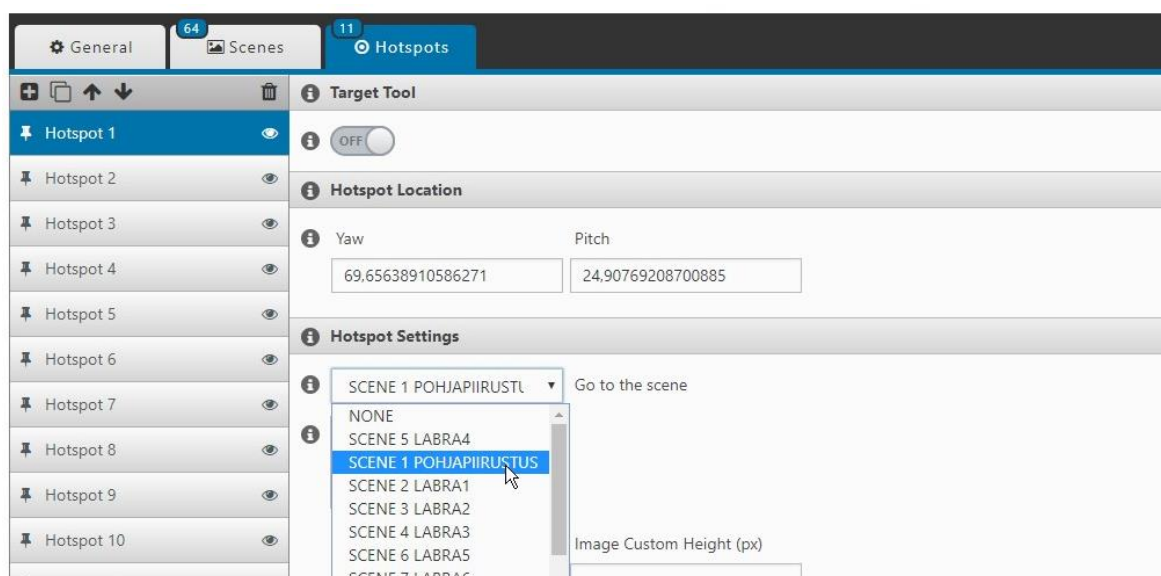 64
11
General
Scenes
Hotspots
Target Tool
Hotspot 1
OFF
Hotspot 2
Hotspot Location
Hotspot 3
Yaw Pitch
Hotspot 4
69,65638910586271 24,90769208700885
Hotspot 5
Hotspot Settings
Hotspot 6
SCENE 1 POHJAPIIRUSTU Go to the scene
Hotspot 7
NONE
SCENE 5 LABRA4
Hotspot 8
SCENE 1 POHJAPIIRUSTUS
SCENE 2 LABRA1
Hotspot 9
SCENE 3 LABRA2
SCENE 4 LABRA3
Hotspot 10
Image Custom Height (px)
SCENE 6 LABRA5
SCENE 7 LABRA6